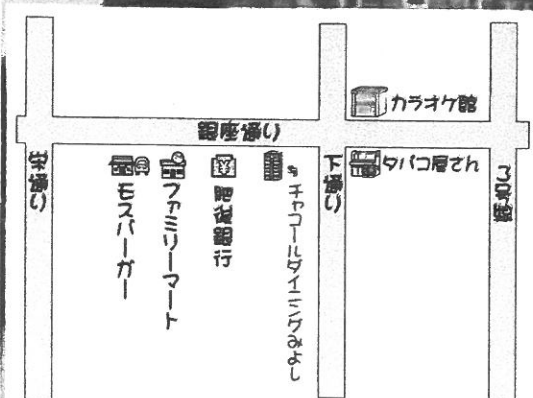 カラオケ館
銀座通り
タバコ屋さん
栄通り
モスバーガー
ファミリーマート
肥後銀行
チャコールダイニングみよし
下通り
3号線